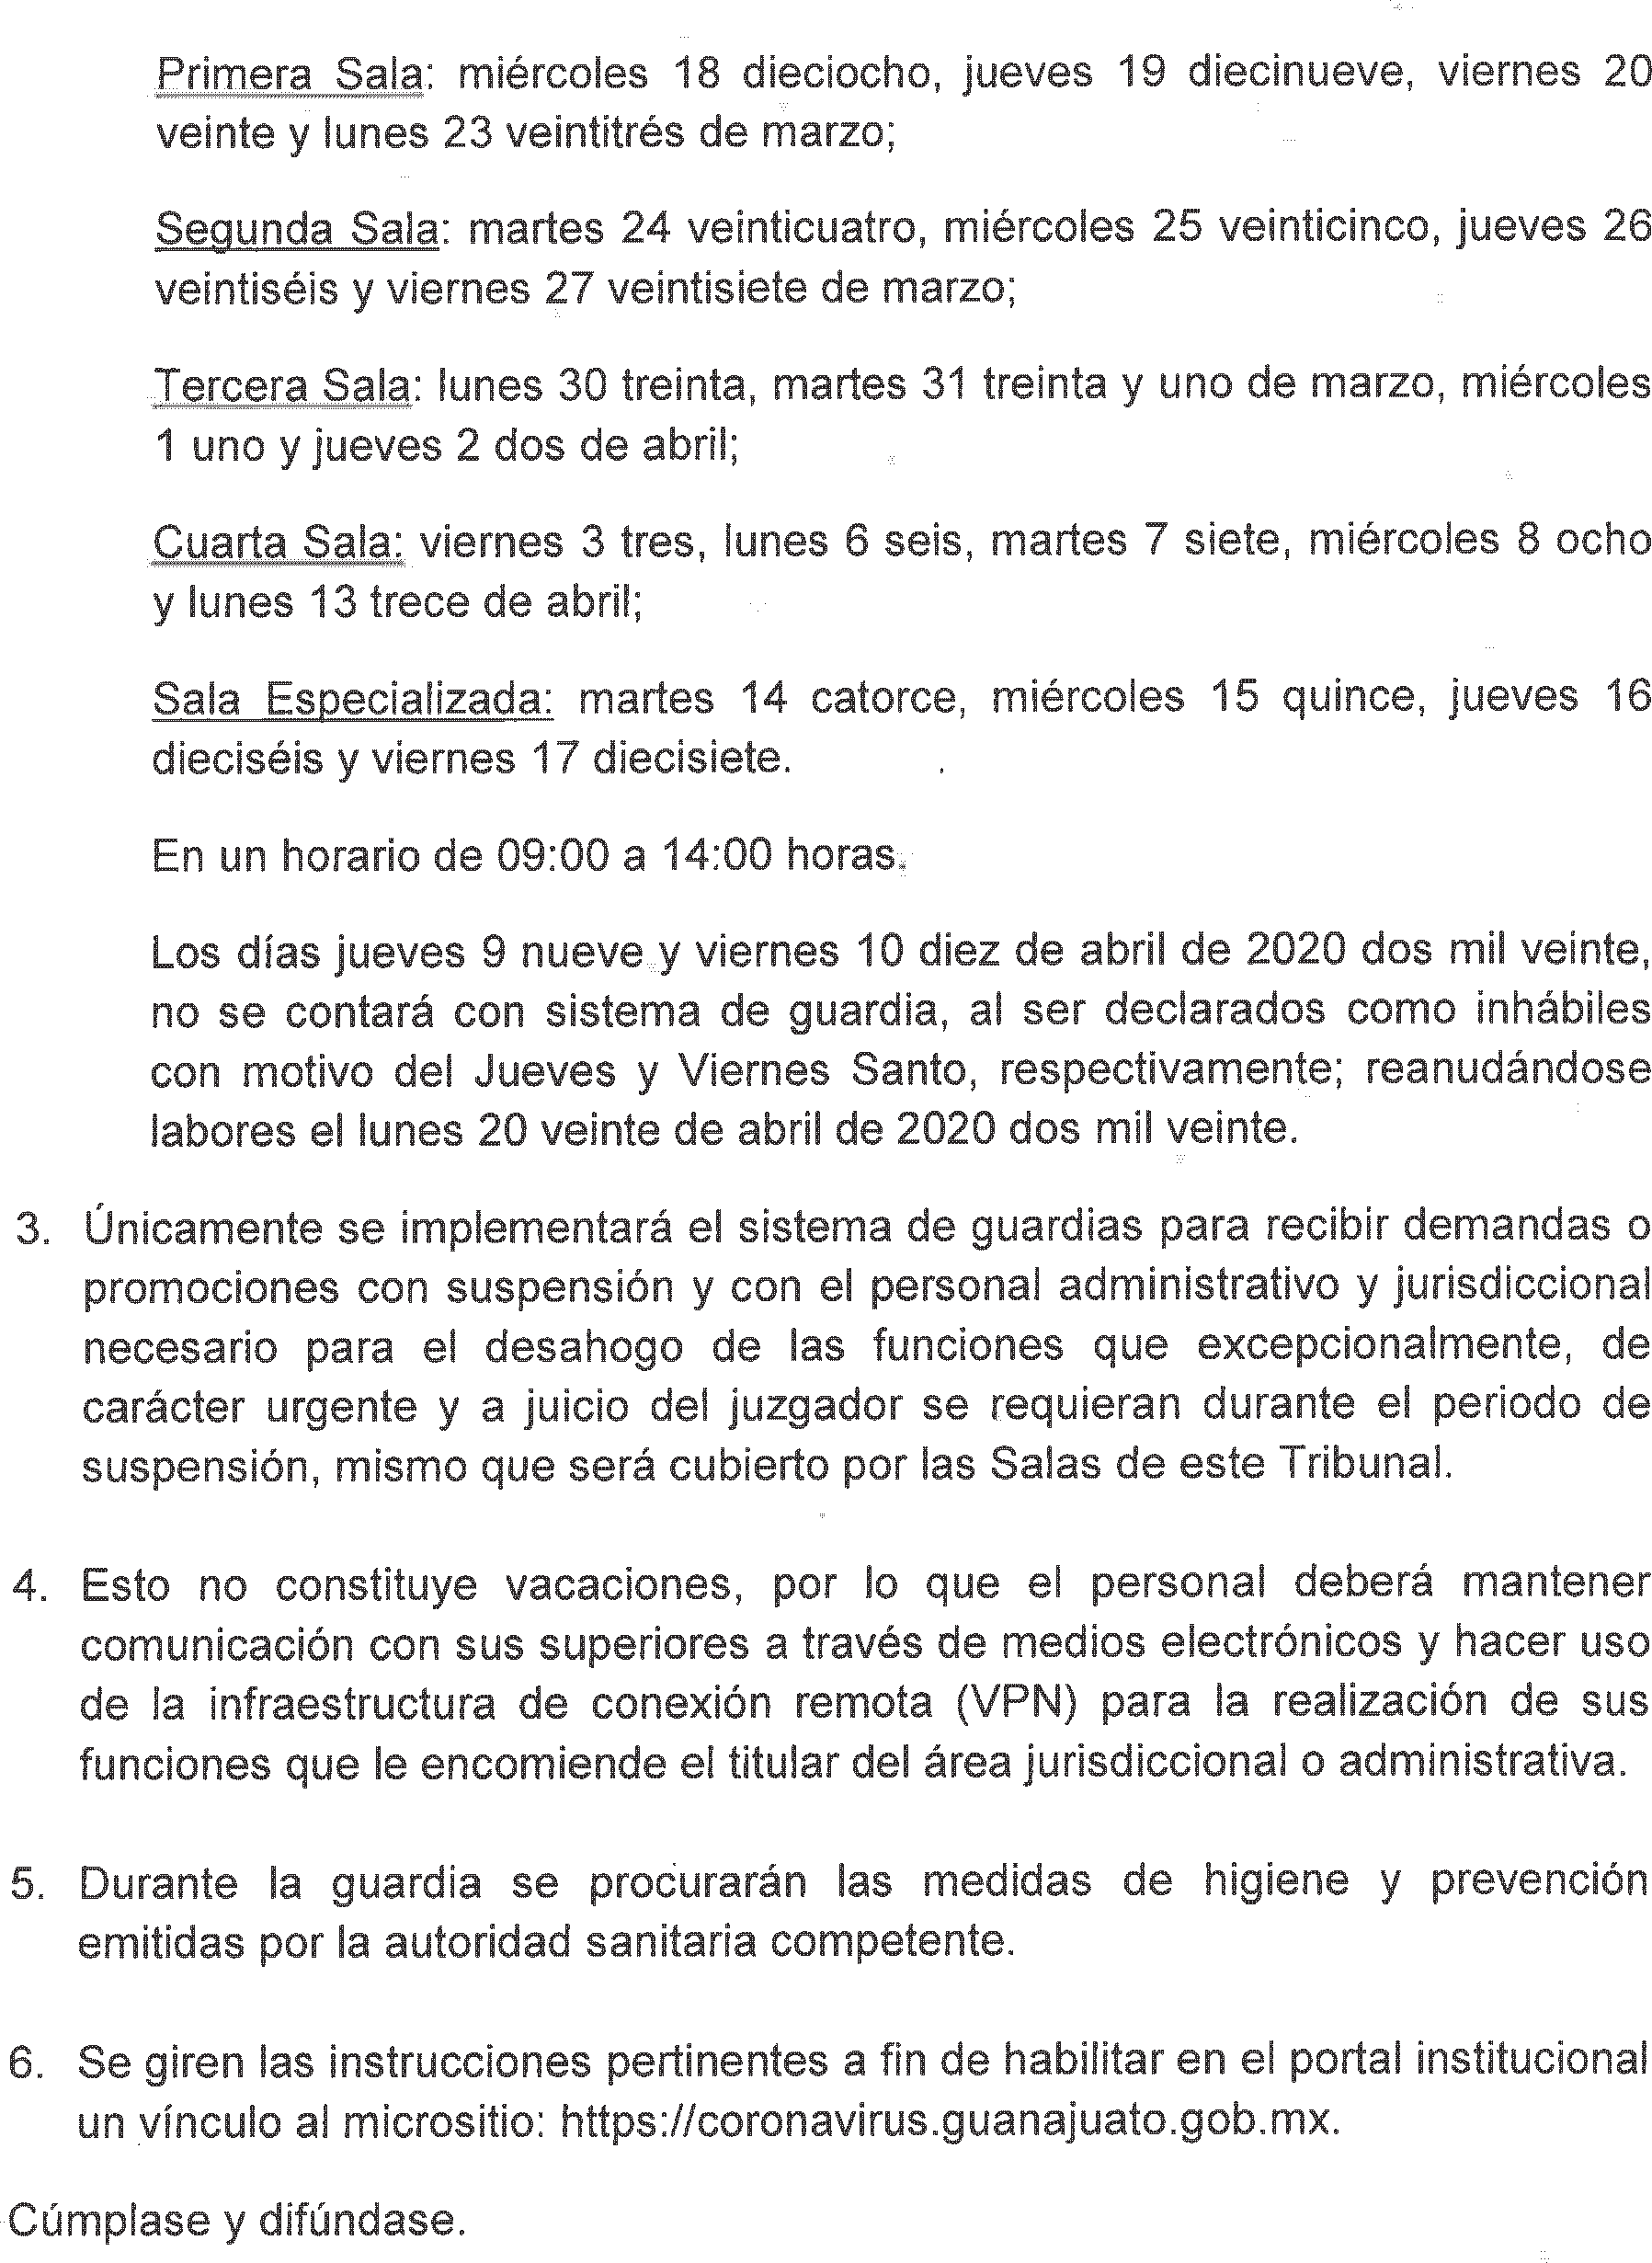 Primera Sala: miércoles 18 dieciocho, jueves 19 diecinueve, viernes 20
veinte y lunes 23 veintitrés de marzo;
Segunda Sala: martes 24 veinticuatro, miércoles 25 veinticinco, jueves 26
veintiséis y viernes 27 veintisiete de marzo;
Tercera Sala: lunes 30 treinta, martes 31 treinta y uno de marzo, miércoles
1 uno y jueves 2 dos de abril;
Cuarta Sala: viernes 3 tres, lunes 6 seis, martes 7 siete, miércoles 8 ocho
y lunes 13 trece de abril;
Sala Especializada: martes 14 catorce, miércoles 15 quince, jueves 16
dieciséis y viernes 17 diecisiete.
En un horario de 09:00 a 14:00 horas.
Los días jueves 9 nueve y viernes 10 diez de abril de 2020 dos mil veinte,
no se contará con sistema de guardia, al ser declarados como inhábiles
con motivo del Jueves y Viernes Santo, respectivamente; reanudándose
labores el lunes 20 veinte de abril de 2020 dos mil veinte.
3. Únicamente se implementará el sistema de guardias para recibir demandas o
promociones con suspensión y con el personal administrativo y jurisdiccional
necesario para el desahogo de las funciones que excepcionalmente, de
carácter urgente y a juicio del juzgador se requieran durante el periodo de
suspensión, mismo que será cubierto por las Salas de este Tribunal.
4. Esto no constituye vacaciones, por lo que el personal deberá mantener
comunicación con sus superiores a través de medios electrónicos y hacer uso
de la infraestructura de conexión remota (VPN) para la realización de sus
funciones que le encomiende el titular del área jurisdiccional o administrativa.
5. Durante la guardia se procurarán las medidas de higiene y prevención
emitidas por la autoridad sanitaria competente.
6. Se giren las instrucciones pertinentes a fin de habilitar en el portal institucional
un vínculo al micrositio: https://coronavirus.guanajuato.gob.mx.
Cúmplase y difúndase.